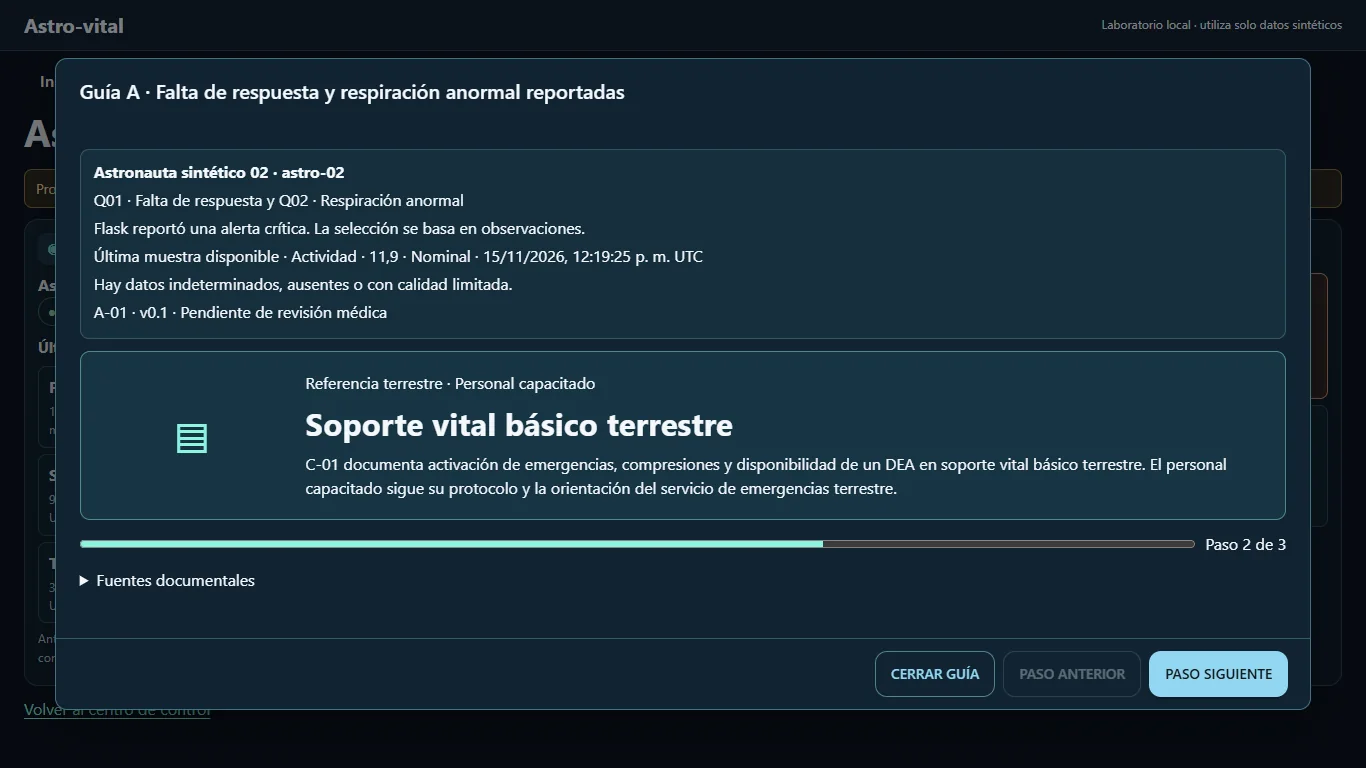 Astro-vital
Laboratorio local · utiliza solo datos sintéticos
Guía A · Falta de respuesta y respiración anormal reportadas
Astronauta sintético 02 · astro-02
Q01 · Falta de respuesta y Q02 · Respiración anormal
Flask reportó una alerta crítica. La selección se basa en observaciones.
Última muestra disponible · Actividad · 11,9 · Nominal · 15/11/2026, 12:19:25 p. m. UTC
Hay datos indeterminados, ausentes o con calidad limitada.
A-01 · v0.1 · Pendiente de revisión médica
Referencia terrestre · Personal capacitado
Soporte vital básico terrestre
C-01 documenta activación de emergencias, compresiones y disponibilidad de un DEA en soporte vital básico terrestre. El personal
capacitado sigue su protocolo y la orientación del servicio de emergencias terrestre.
Paso 2 de 3
Fuentes documentales
CERRAR GUÍA
PASO ANTERIOR
PASO SIGUIENTE
Volver al centro de control